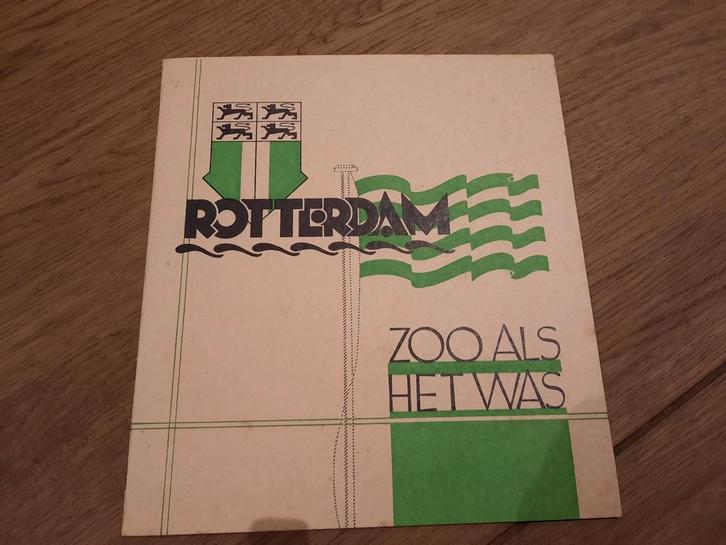 ROTTERDAM
ZOO ALS
HET WAS